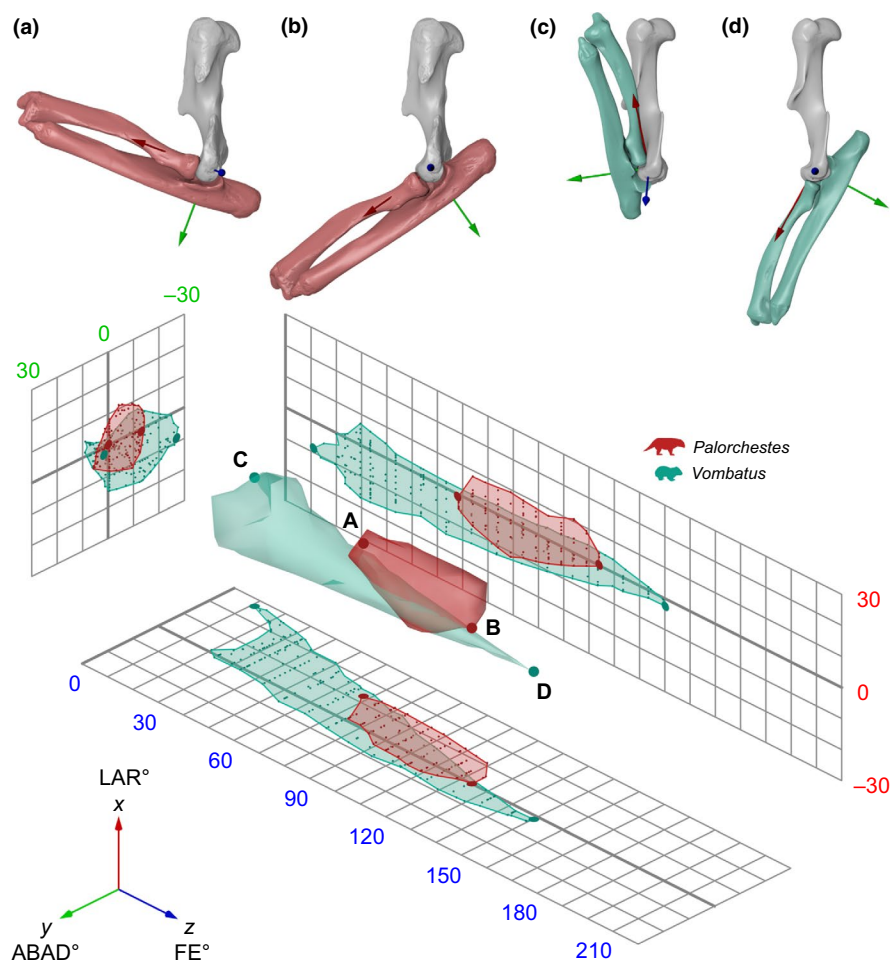 (a)
(b)
(c)
(d)
–30
0
30
Palorchestes
Vombatus
C
A
B
D
30
0
–30
0
30
60
90
120
150
180
210
LAR°
x
y
z
ABAD°
FE°